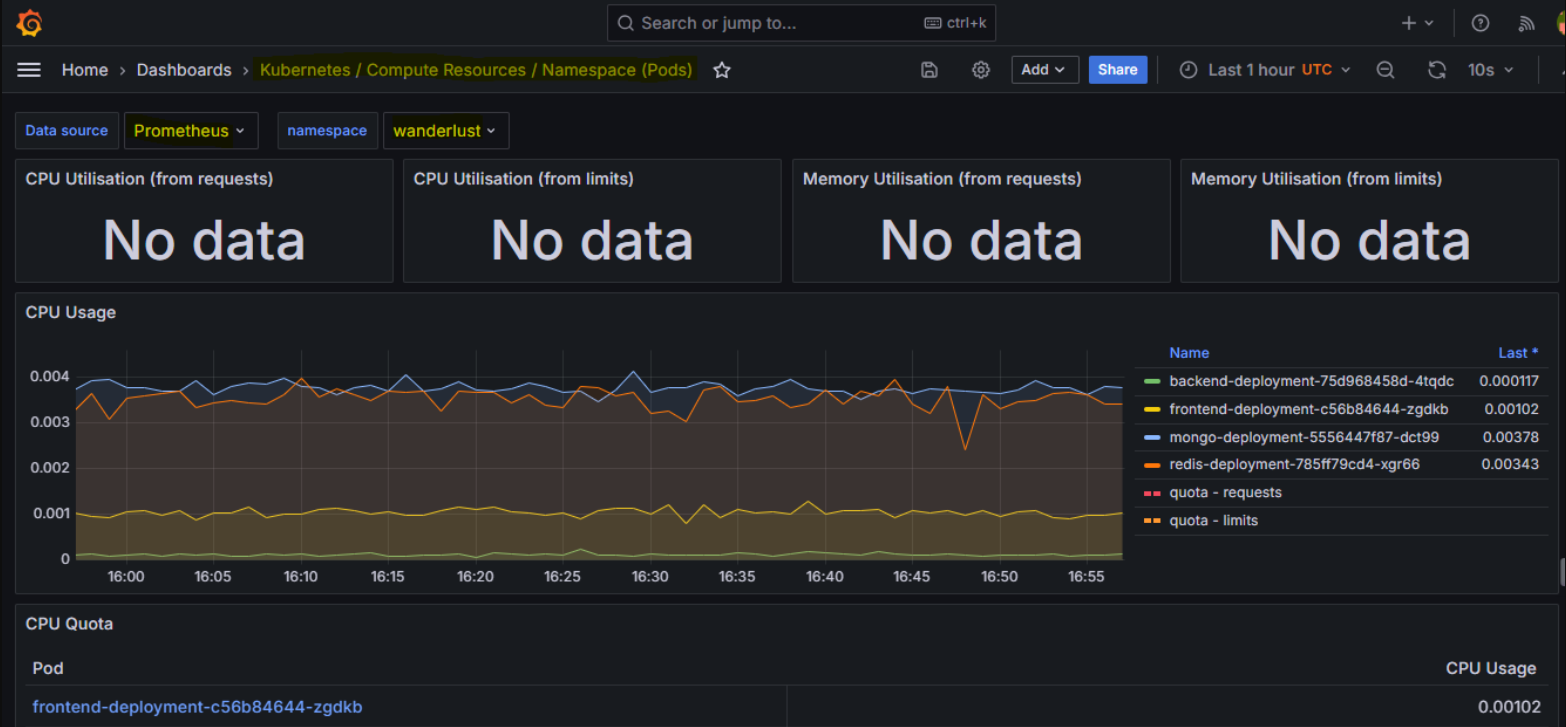 Search or jump to... ctrl+k
Home › Dashboards › Kubernetes / Compute Resources / Namespace (Pods) Add Share Last 1 hour UTC 10s
Data source Prometheus namespace wanderlust
CPU Utilisation (from requests)
No data
CPU Utilisation (from limits)
No data
Memory Utilisation (from requests)
No data
Memory Utilisation (from limits)
No data
CPU Usage
0.004
0.003
0.002
0.001
0
16:00 16:05 16:10 16:15 16:20 16:25 16:30 16:35 16:40 16:45 16:50 16:55
Name Last *
backend-deployment-75d968458d-4tqdc 0.000117
frontend-deployment-c56b84644-zgdkb 0.00102
mongo-deployment-5556447f87-dct99 0.00378
redis-deployment-785ff79cd4-xgr66 0.00343
quota - requests
quota - limits
CPU Quota
Pod CPU Usage
frontend-deployment-c56b84644-zgdkb 0.00102